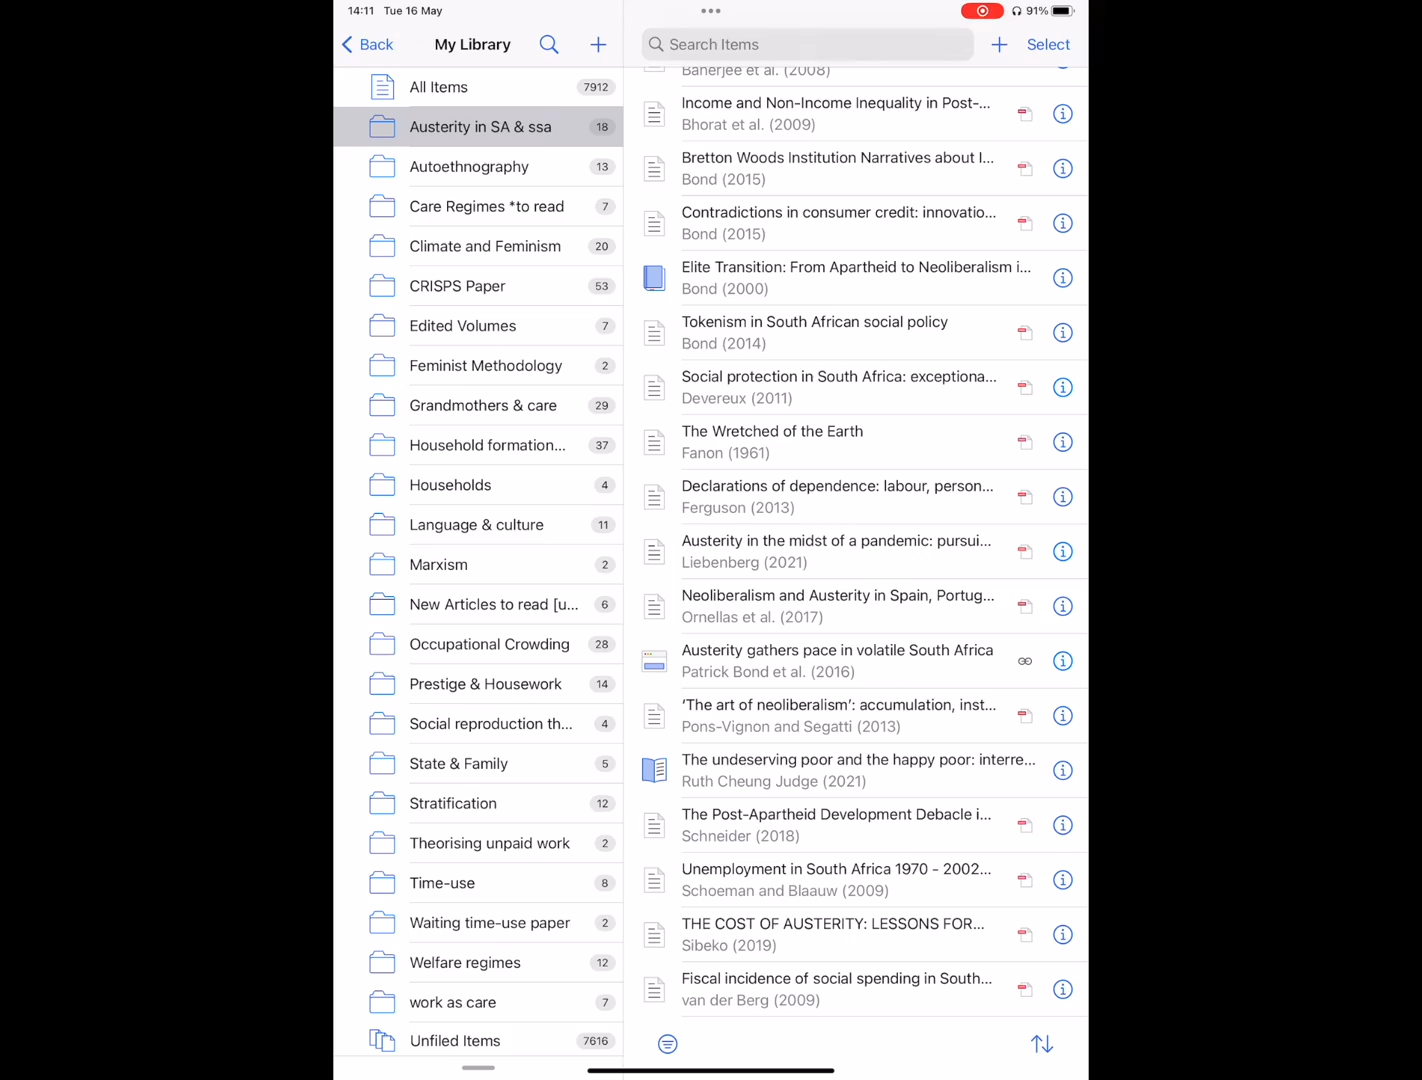 14:11 Tue 16 May
91%
Back
My Library
Search Items
Select
All Items 7912
Austerity in SA & ssa 18
Autoethnography 13
Care Regimes *to read 7
Climate and Feminism 20
CRISPS Paper 53
Edited Volumes 7
Feminist Methodology 2
Grandmothers & care 29
Household formation... 37
Households 4
Language & culture 11
Marxism 2
New Articles to read [u... 6
Occupational Crowding 28
Prestige & Housework 14
Social reproduction th... 4
State & Family 5
Stratification 12
Theorising unpaid work 2
Time-use 8
Waiting time-use paper 2
Welfare regimes 12
work as care 7
Unfiled Items 7616
Banerjee et al. (2008)
Income and Non-Income Inequality in Post-...
Bhorat et al. (2009)
Bretton Woods Institution Narratives about I...
Bond (2015)
Contradictions in consumer credit: innovatio...
Bond (2015)
Elite Transition: From Apartheid to Neoliberalism i...
Bond (2000)
Tokenism in South African social policy
Bond (2014)
Social protection in South Africa: exceptiona...
Devereux (2011)
The Wretched of the Earth
Fanon (1961)
Declarations of dependence: labour, person...
Ferguson (2013)
Austerity in the midst of a pandemic: pursui...
Liebenberg (2021)
Neoliberalism and Austerity in Spain, Portug...
Ornellas et al. (2017)
Austerity gathers pace in volatile South Africa
Patrick Bond et al. (2016)
‘The art of neoliberalism’: accumulation, inst...
Pons-Vignon and Segatti (2013)
The undeserving poor and the happy poor: interre...
Ruth Cheung Judge (2021)
The Post-Apartheid Development Debacle i...
Schneider (2018)
Unemployment in South Africa 1970 - 2002...
Schoeman and Blaauw (2009)
THE COST OF AUSTERITY: LESSONS FOR...
Sibeko (2019)
Fiscal incidence of social spending in South...
van der Berg (2009)